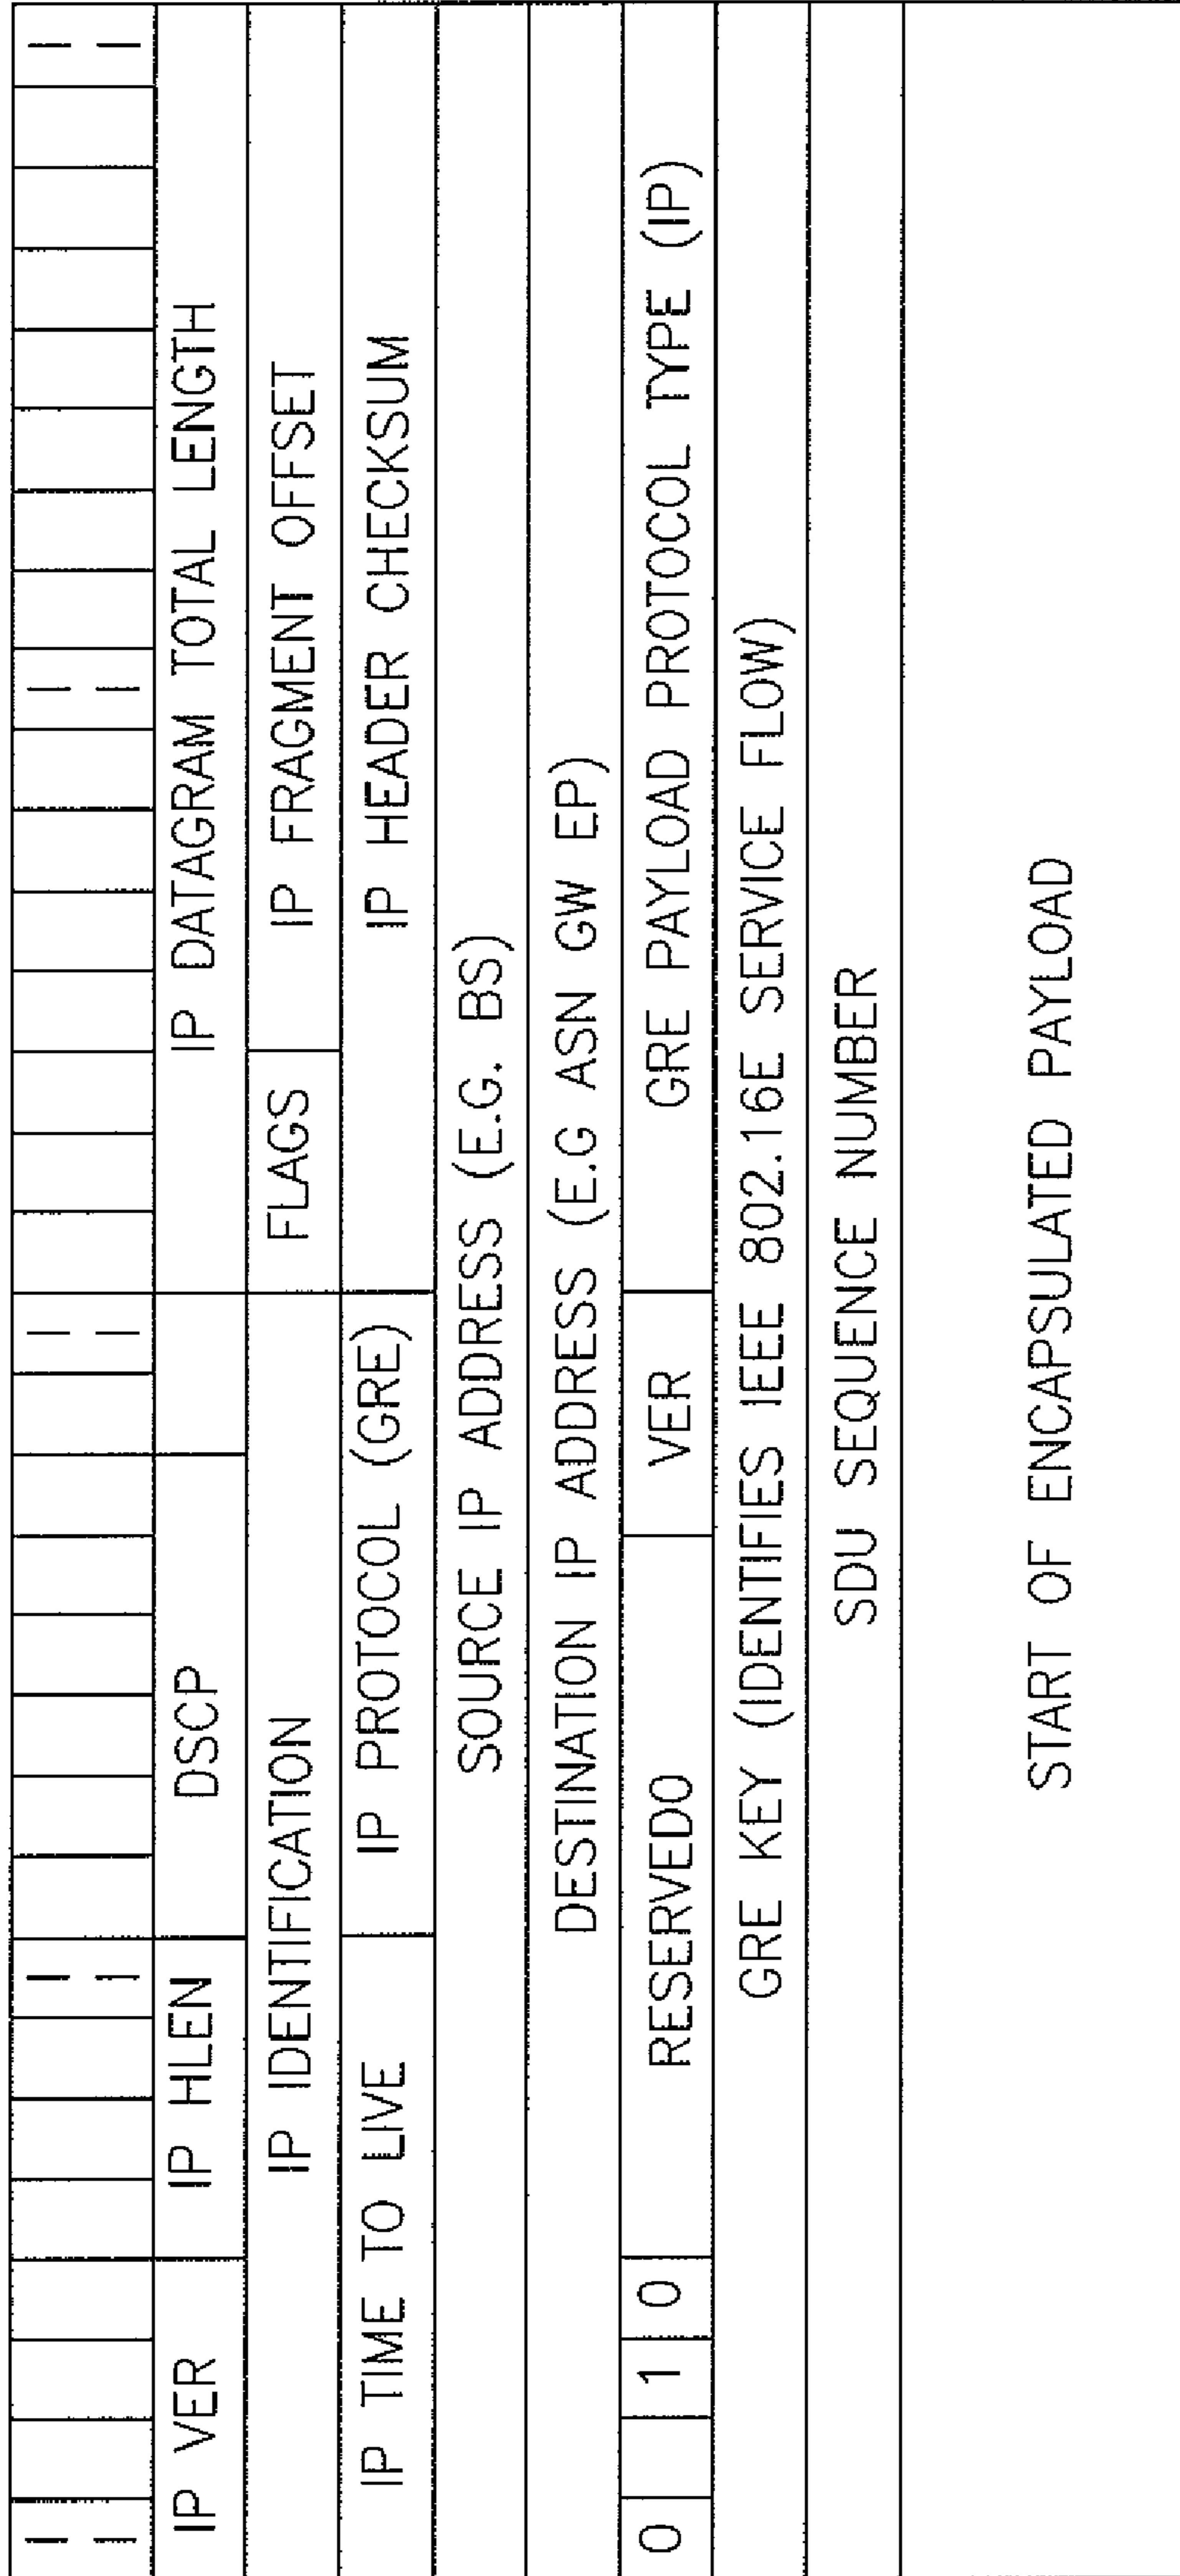 IP VER IP HLEN DSCP IP DATAGRAM TOTAL LENGTH
IP IDENTIFICATION FLAGS IP FRAGMENT OFFSET
IP TIME TO LIVE IP PROTOCOL (GRE) IP HEADER CHECKSUM
SOURCE IP ADDRESS (E.G. BS)
DESTINATION IP ADDRESS (E.G ASN GW EP)
0 1 0 RESERVED0 VER GRE PAYLOAD PROTOCOL TYPE (IP)
GRE KEY (IDENTIFIES IEEE 802.16E SERVICE FLOW)
SDU SEQUENCE NUMBER
START OF ENCAPSULATED PAYLOAD